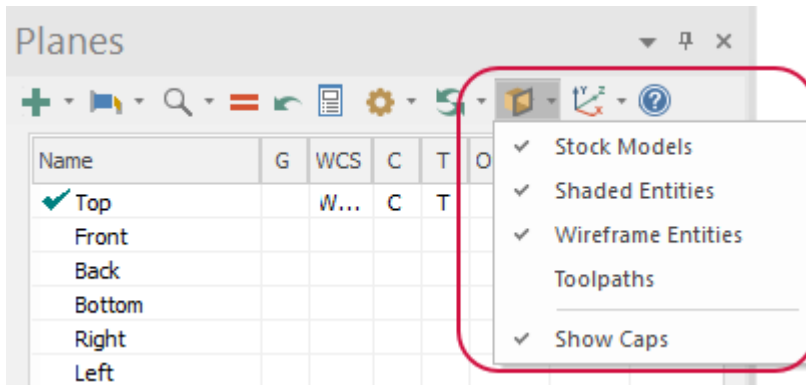 Planes
Name G WCS C T O
Top W... C T
Front
Back
Bottom
Right
Left
Stock Models
Shaded Entities
Wireframe Entities
Toolpaths
Show Caps